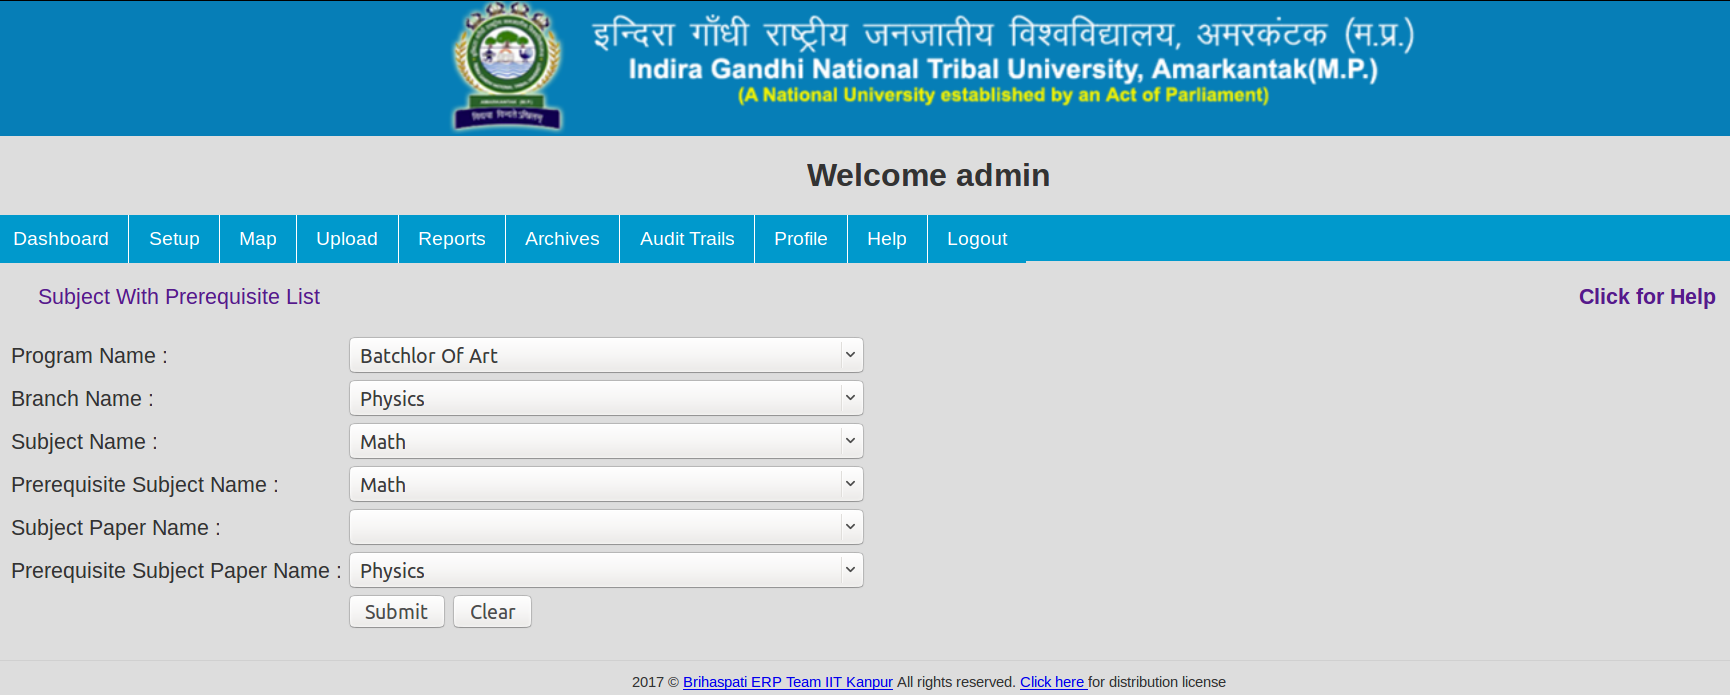 इन्दिरा गाँधी राष्ट्रीय जनजातीय विश्वविद्यालय, अमरकंटक (म.प्र.)
Indira Gandhi National Tribal University, Amarkantak(M.P.)
(A National University established by an Act of Parliament)
Welcome admin
Dashboard Setup Map Upload Reports Archives Audit Trails Profile Help Logout
Subject With Prerequisite List Click for Help
Program Name : Batchlor Of Art
Branch Name : Physics
Subject Name : Math
Prerequisite Subject Name : Math
Subject Paper Name :
Prerequisite Subject Paper Name : Physics
Submit Clear
2017 © Brihaspati ERP Team IIT Kanpur All rights reserved. Click here for distribution license